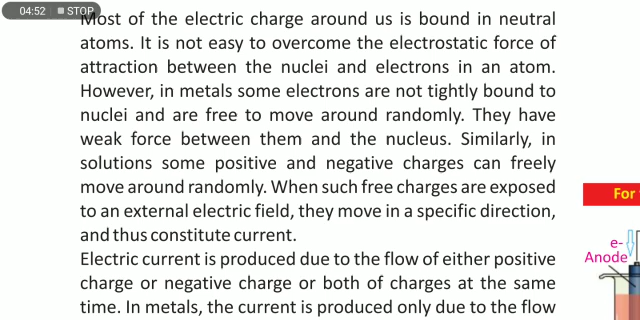 04:52 STOP
Most of the electric charge around us is bound in neutral
atoms. It is not easy to overcome the electrostatic force of
attraction between the nuclei and electrons in an atom.
However, in metals some electrons are not tightly bound to
nuclei and are free to move around randomly. They have
weak force between them and the nucleus. Similarly, in
solutions some positive and negative charges can freely
move around randomly. When such free charges are exposed
to an external electric field, they move in a specific direction,
and thus constitute current.
Electric current is produced due to the flow of either positive
charge or negative charge or both of charges at the same
time. In metals, the current is produced only due to the flow
For
e-
Anode